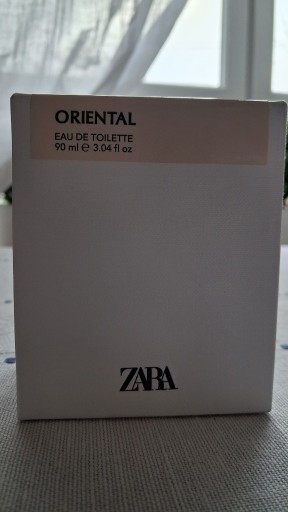 ORIENTAL
EAU DE TOILETTE
90 ml ℮ 3.04 fl oz
ZARA